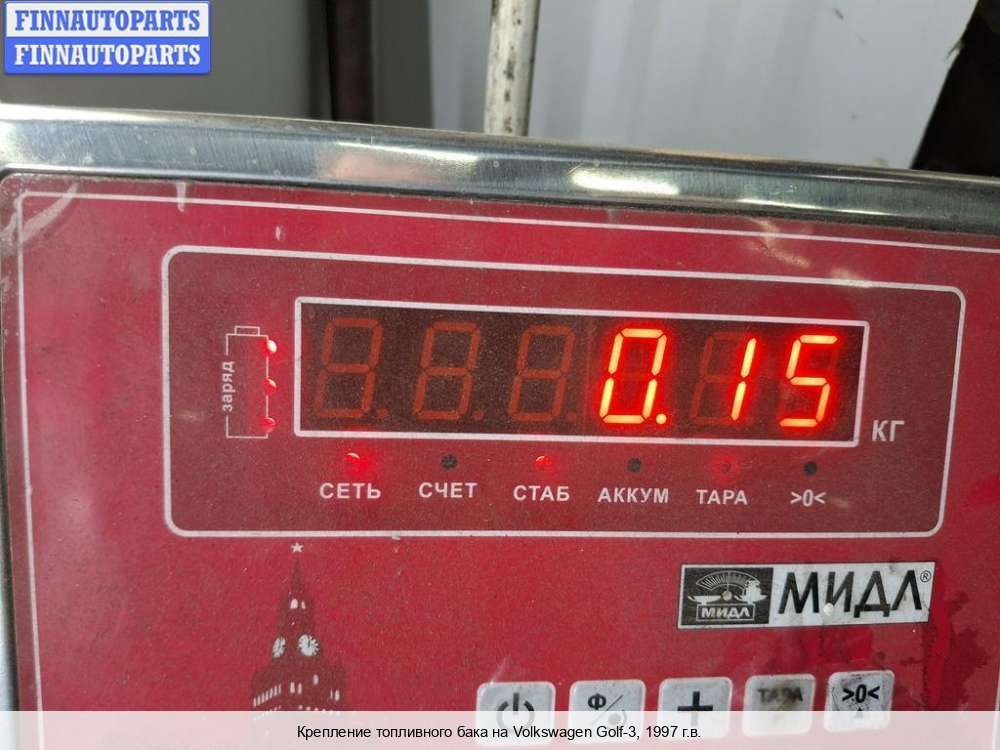 FINNAUTOPARTS
FINNAUTOPARTS
заряд
0.15
КГ
СЕТЬ СЧЕТ СТАБ АККУМ ТАРА >0<
МИДЛ МИДЛ®
Ф +
ТАРА >0<
Крепление топливного бака на Volkswagen Golf-3, 1997 г.в.